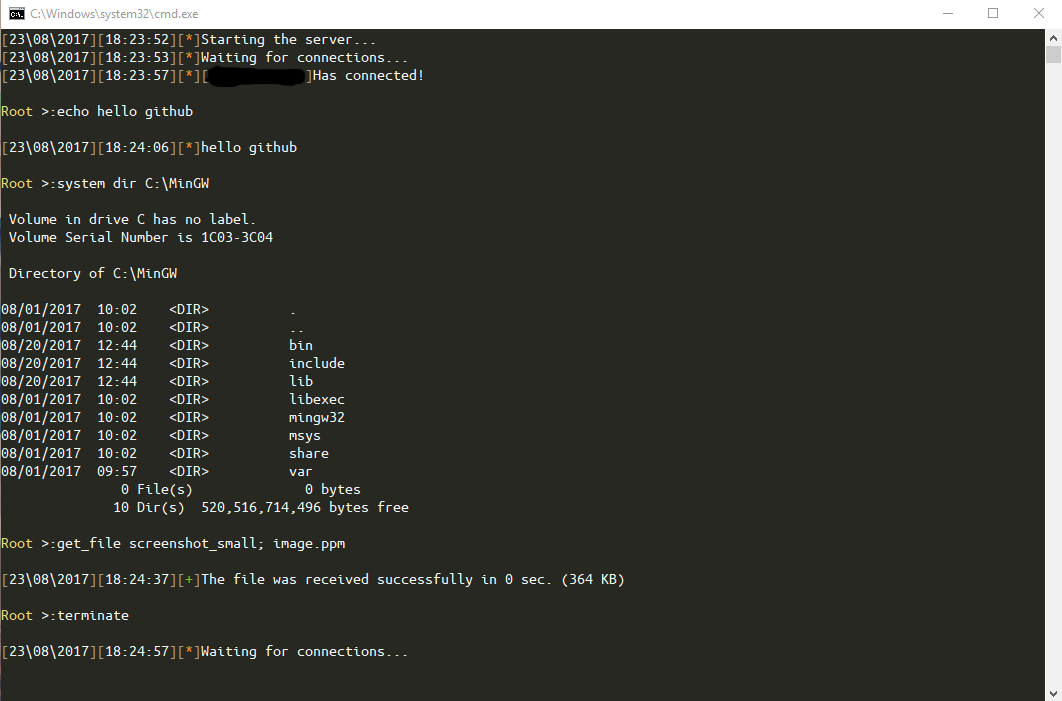 C:\Windows\system32\cmd.exe
[23\08\2017][18:23:52][*]Starting the server...
[23\08\2017][18:23:53][*]Waiting for connections...
[23\08\2017][18:23:57][*][]Has connected!
Root >:echo hello github
[23\08\2017][18:24:06][*]hello github
Root >:system dir C:\MinGW
Volume in drive C has no label.
Volume Serial Number is 1C03-3C04
Directory of C:\MinGW
08/01/2017  10:02    <DIR>          .
08/01/2017  10:02    <DIR>          ..
08/20/2017  12:44    <DIR>          bin
08/20/2017  12:44    <DIR>          include
08/20/2017  12:44    <DIR>          lib
08/01/2017  10:02    <DIR>          libexec
08/01/2017  10:02    <DIR>          mingw32
08/01/2017  10:02    <DIR>          msys
08/01/2017  10:02    <DIR>          share
08/01/2017  09:57    <DIR>          var
0 File(s)              0 bytes
10 Dir(s)  520,516,714,496 bytes free
Root >:get_file screenshot_small; image.ppm
[23\08\2017][18:24:37][+]The file was received successfully in 0 sec. (364 KB)
Root >:terminate
[23\08\2017][18:24:57][*]Waiting for connections...